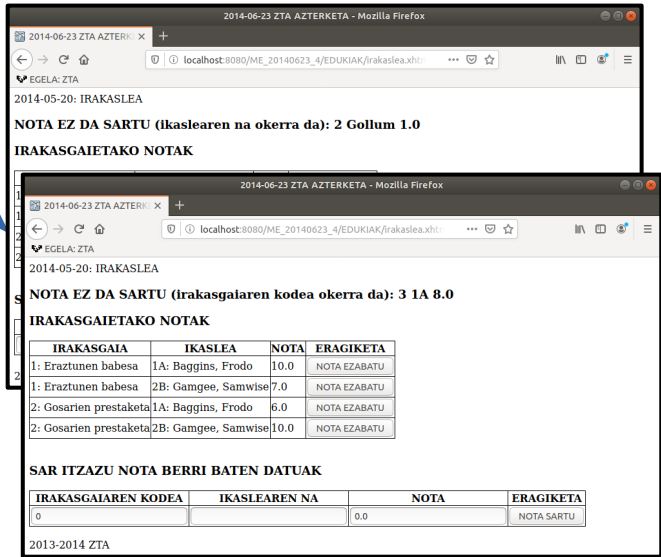 2014-06-23 ZTA AZTERKETA - Mozilla Firefox
2014-06-23 ZTA AZTERK
localhost:8080/ME_20140623_4/EDUKIAK/irakaslea.xht
EGELA: ZTA
2014-05-20: IRAKASLEA
NOTA EZ DA SARTU (ikaslearen na okerra da): 2 Gollum 1.0
IRAKASGAIETAKO NOTAK
1
1
2
2
S
2
2014-06-23 ZTA AZTERKETA - Mozilla Firefox
2014-06-23 ZTA AZTERK
localhost:8080/ME_20140623_4/EDUKIAK/irakaslea.xht
EGELA: ZTA
2014-05-20: IRAKASLEA
NOTA EZ DA SARTU (irakasgaiaren kodea okerra da): 3 1A 8.0
IRAKASGAIETAKO NOTAK
IRAKASGAIA IKASLEA NOTA ERAGIKETA
1: Eraztunen babesa 1A: Baggins, Frodo 10.0 NOTA EZABATU
1: Eraztunen babesa 2B: Gamgee, Samwise 7.0 NOTA EZABATU
2: Gosarien prestaketa 1A: Baggins, Frodo 6.0 NOTA EZABATU
2: Gosarien prestaketa 2B: Gamgee, Samwise 10.0 NOTA EZABATU
SAR ITZAZU NOTA BERRI BATEN DATUAK
IRAKASGAIAREN KODEA IKASLEAREN NA NOTA ERAGIKETA
0 0.0 NOTA SARTU
2013-2014 ZTA